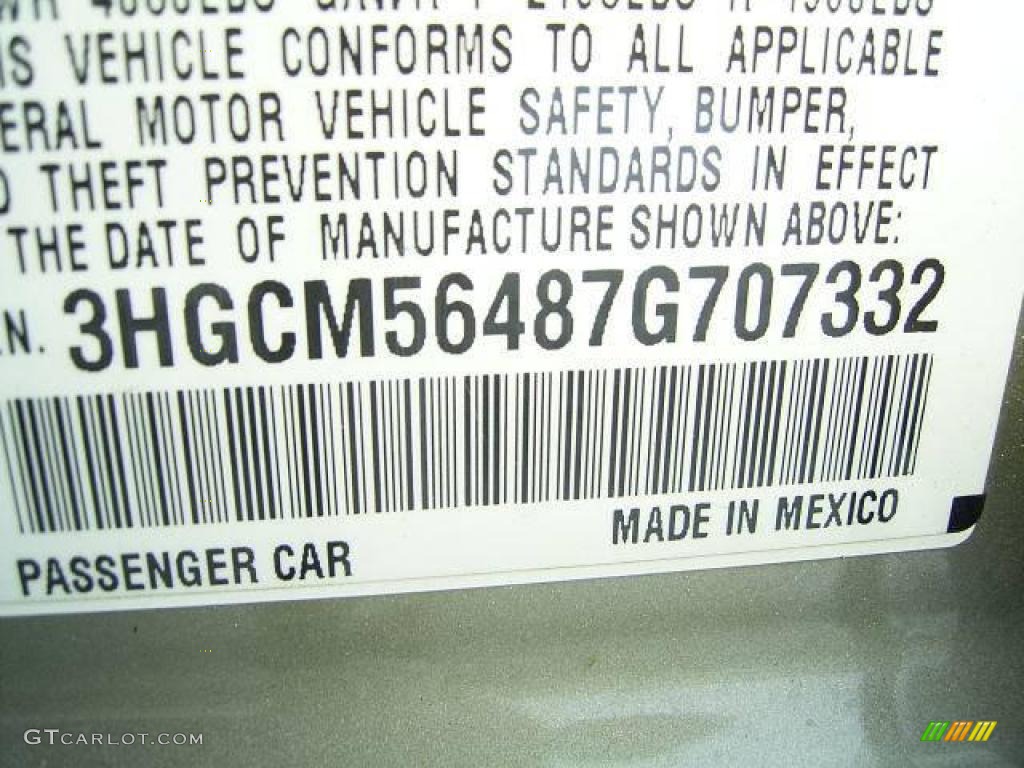 IS VEHICLE CONFORMS TO ALL APPLICABLE
ERAL MOTOR VEHICLE SAFETY, BUMPER,
D THEFT PREVENTION STANDARDS IN EFFECT
THE DATE OF MANUFACTURE SHOWN ABOVE:
.N. 3HGCM56487G707332
PASSENGER CAR
MADE IN MEXICO
GTCARLOT.COM